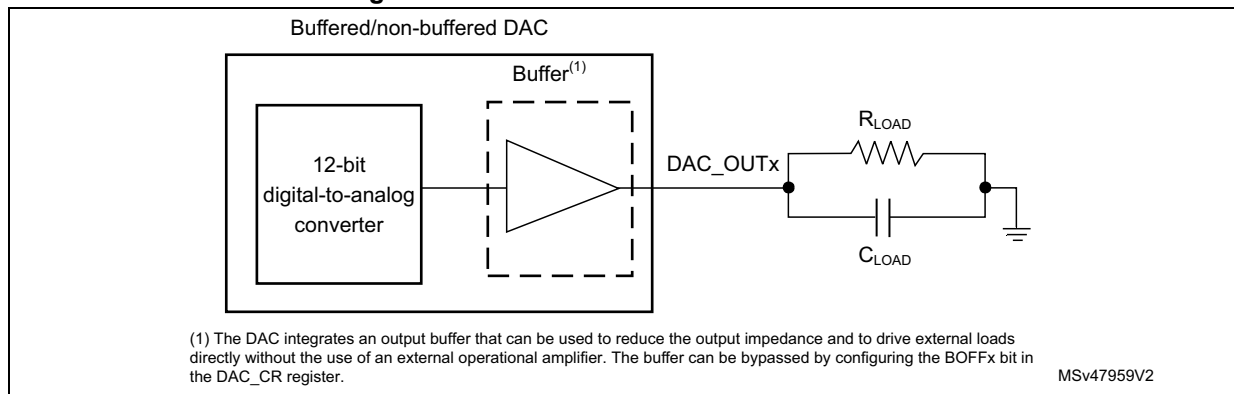 Buffered/non-buffered DAC
Buffer(1)
12-bit
digital-to-analog
converter
DAC_OUTx
RLOAD
CLOAD
(1) The DAC integrates an output buffer that can be used to reduce the output impedance and to drive external loads
directly without the use of an external operational amplifier. The buffer can be bypassed by configuring the BOFFx bit in
the DAC_CR register.
MSv47959V2